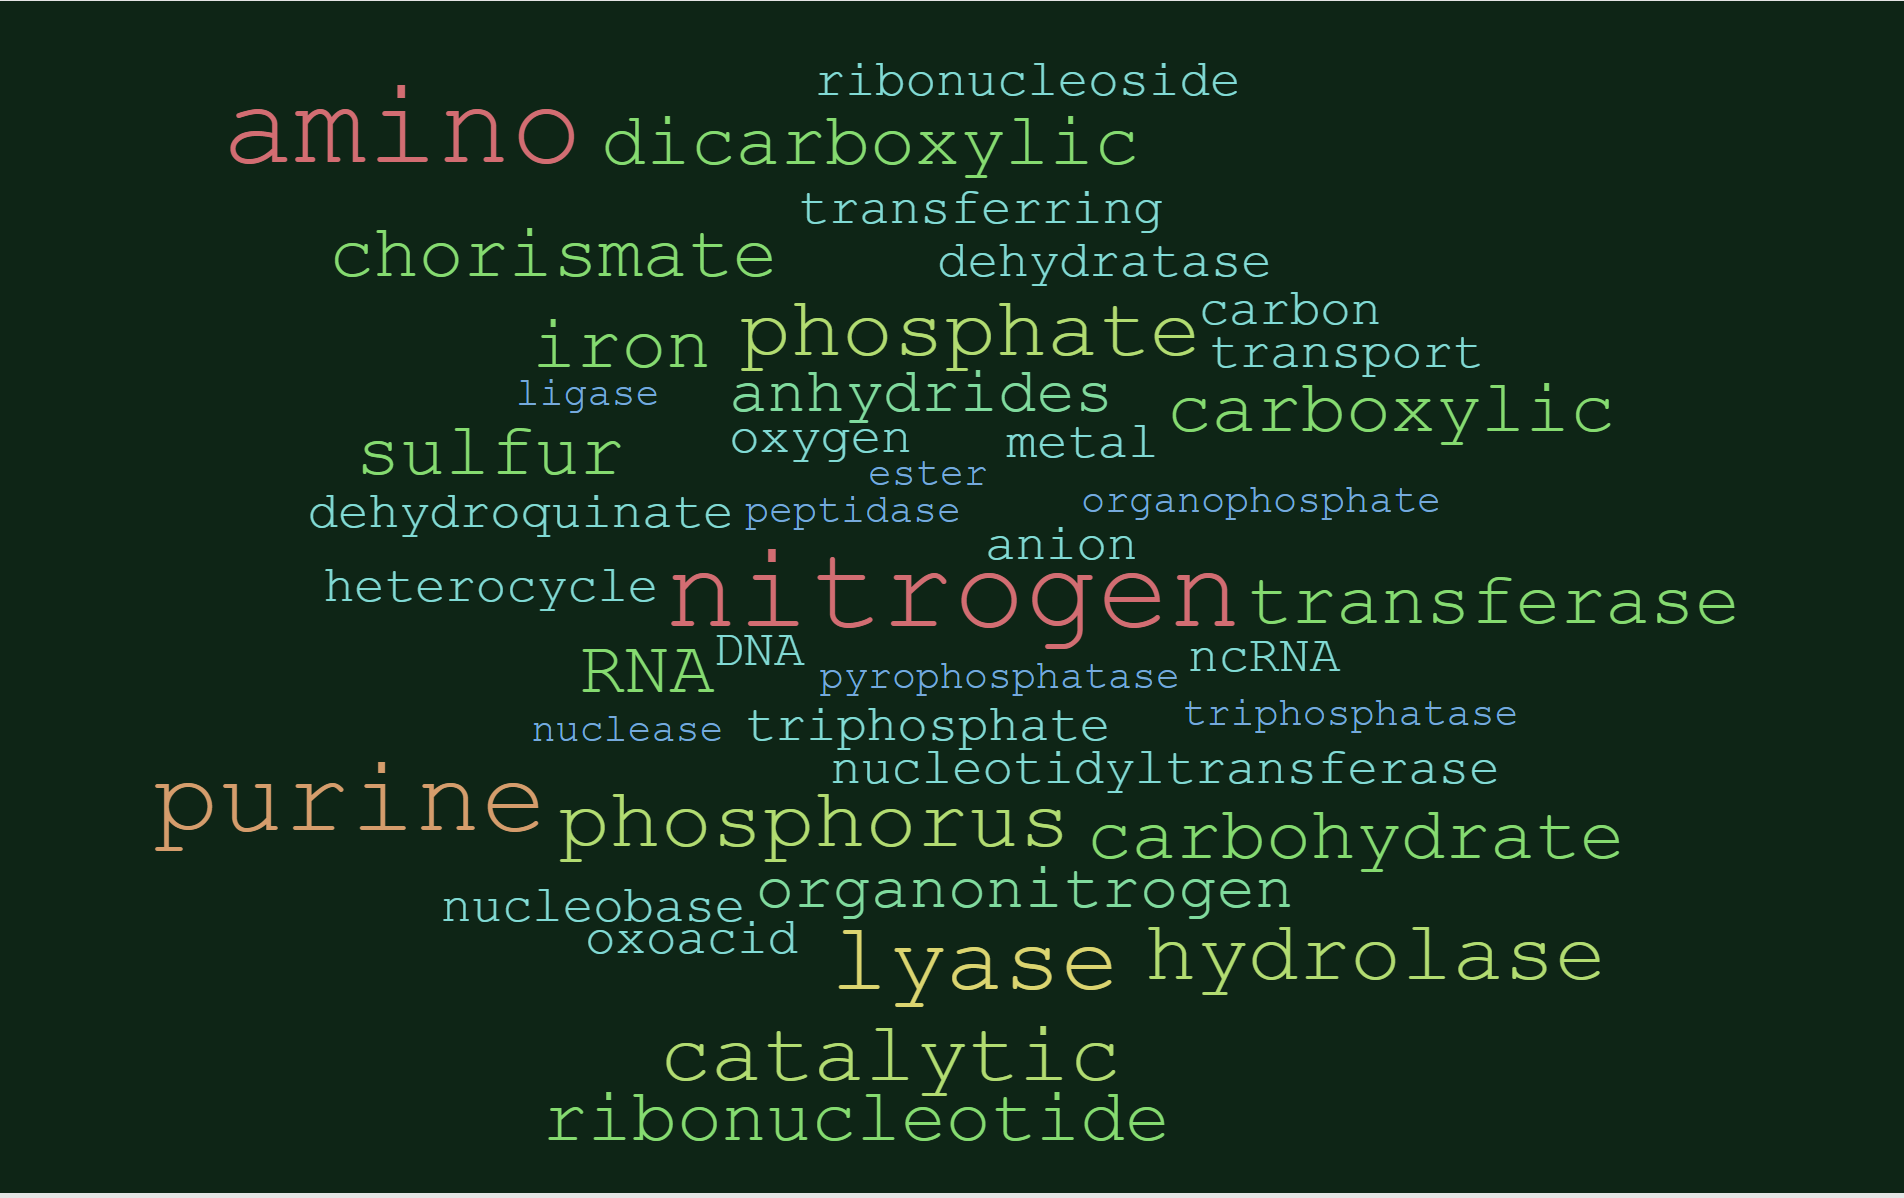 ribonucleoside
amino dicarboxylic
transferring
chorismate dehydratase
carbon
iron phosphate transport
ligase anhydrides carboxylic
sulfur oxygen metal
ester
dehydroquinate peptidase organophosphate
anion
heterocycle nitrogen transferase
RNA DNA pyrophosphatase ncRNA
nuclease triphosphate triphosphatase
nucleotidyltransferase
purine phosphorus carbohydrate
nucleobase organonitrogen
oxoacid lyase hydrolase
catalytic
ribonucleotide